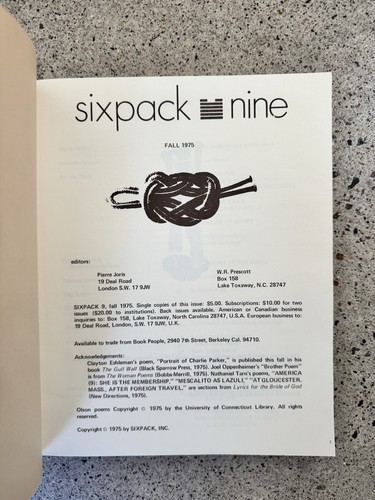 sixpack nine
FALL 1975
editors:
Pierre Joris
19 Deal Road
London S.W. 17 9JW
W.R. Prescott
Box 158
Lake Toxaway, N.C. 28747
SIXPACK 9, fall 1975. Single copies of this issue: $5.00. Subscriptions: $10.00 for two
issues ($20.00 to institutions). Back issues available. American or Canadian business
inquiries to: Box 158, Lake Toxaway, North Carolina 28747, U.S.A. European business to:
19 Deal Road, London, S.W. 17 9JW, U.K.
Available to trade from Book People, 2940 7th Street, Berkeley Cal. 94710.
Acknowledgements:
Clayton Eshleman's poem, "Portrait of Charlie Parker," is published this fall in his
book The Gull Wall (Black Sparrow Press, 1975). Joel Oppenheimer's "Brother Poem"
is from The Woman Poems (Bobbs-Merrill, 1975). Nathaniel Tarn's poems, "AMERICA
(9): SHE IS THE MEMBERSHIP," "MESCALITO AS LAZULI," "AT GLOUCESTER,
MASS., AFTER FOREIGN TRAVEL," are sections from Lyrics for the Bride of God
(New Directions, 1975).
Olson poems Copyright © 1975 by the University of Connecticut Library. All rights
reserved.
Copyright © 1975 by SIXPACK, INC.